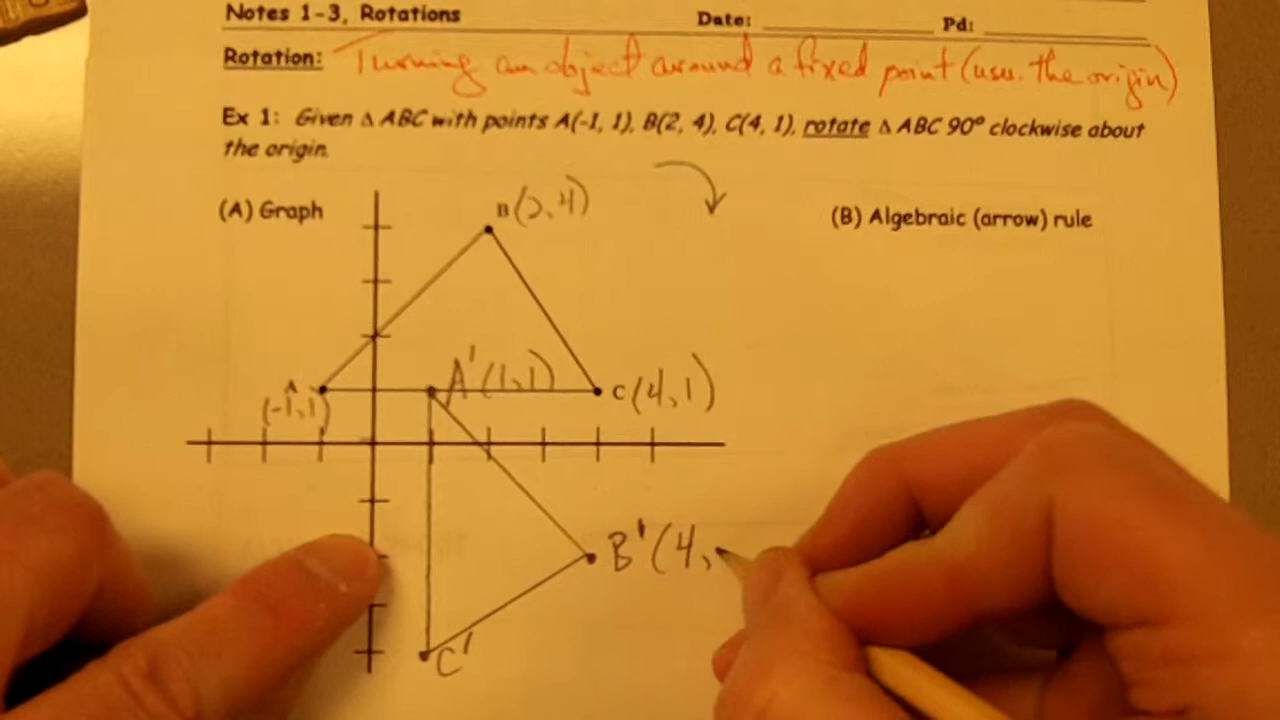 Notes 1-3, Rotations Date: Pd:
Rotation: Turning an object around a fixed point (usu. the origin)
Ex 1: Given Δ ABC with points A(-1, 1), B(2, 4), C(4, 1), rotate Δ ABC 90° clockwise about
the origin.
(A) Graph
(B) Algebraic (arrow) rule
B(2,4)
A
(-1,1)
A'(1,1)
C(4,1)
B'(4,
C'